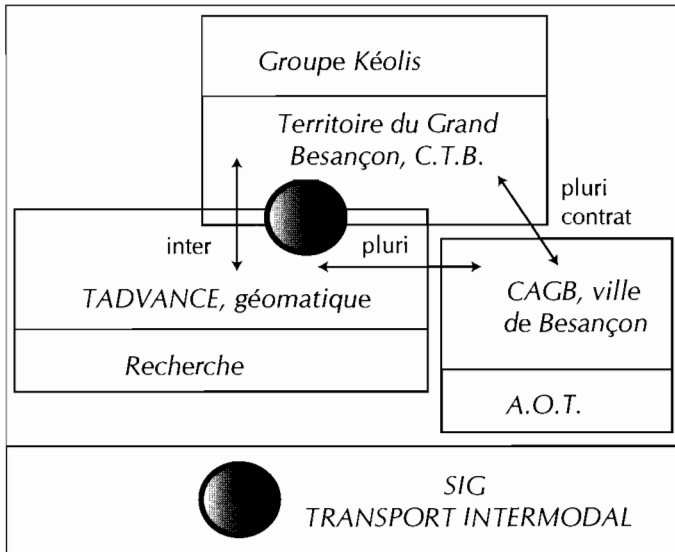 Groupe Kéolis
Territoire du Grand
Besançon, C.T.B.
pluri
contrat
inter
pluri
TADVANCE, géomatique
CAGB, ville
de Besançon
Recherche
A.O.T.
SIG
TRANSPORT INTERMODAL